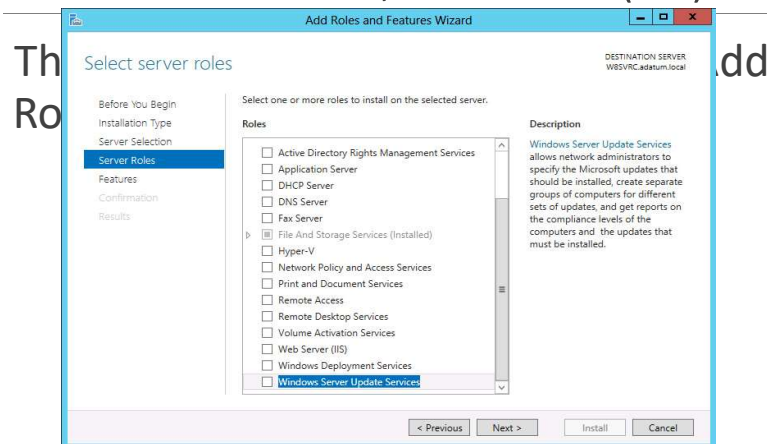 Add Roles and Features Wizard
Th
dd
Ro
Select server roles
DESTINATION SERVER
W8SVRC.adatum.local
Before You Begin
Installation Type
Server Selection
Server Roles
Features
Confirmation
Results
Select one or more roles to install on the selected server.
Roles
Active Directory Rights Management Services
Application Server
DHCP Server
DNS Server
Fax Server
File And Storage Services (Installed)
Hyper-V
Network Policy and Access Services
Print and Document Services
Remote Access
Remote Desktop Services
Volume Activation Services
Web Server (IIS)
Windows Deployment Services
Windows Server Update Services
Description
Windows Server Update Services
allows network administrators to
specify the Microsoft updates that
should be installed, create separate
groups of computers for different
sets of updates, and get reports on
the compliance levels of the
computers and the updates that
must be installed.
< Previous
Next >
Install
Cancel